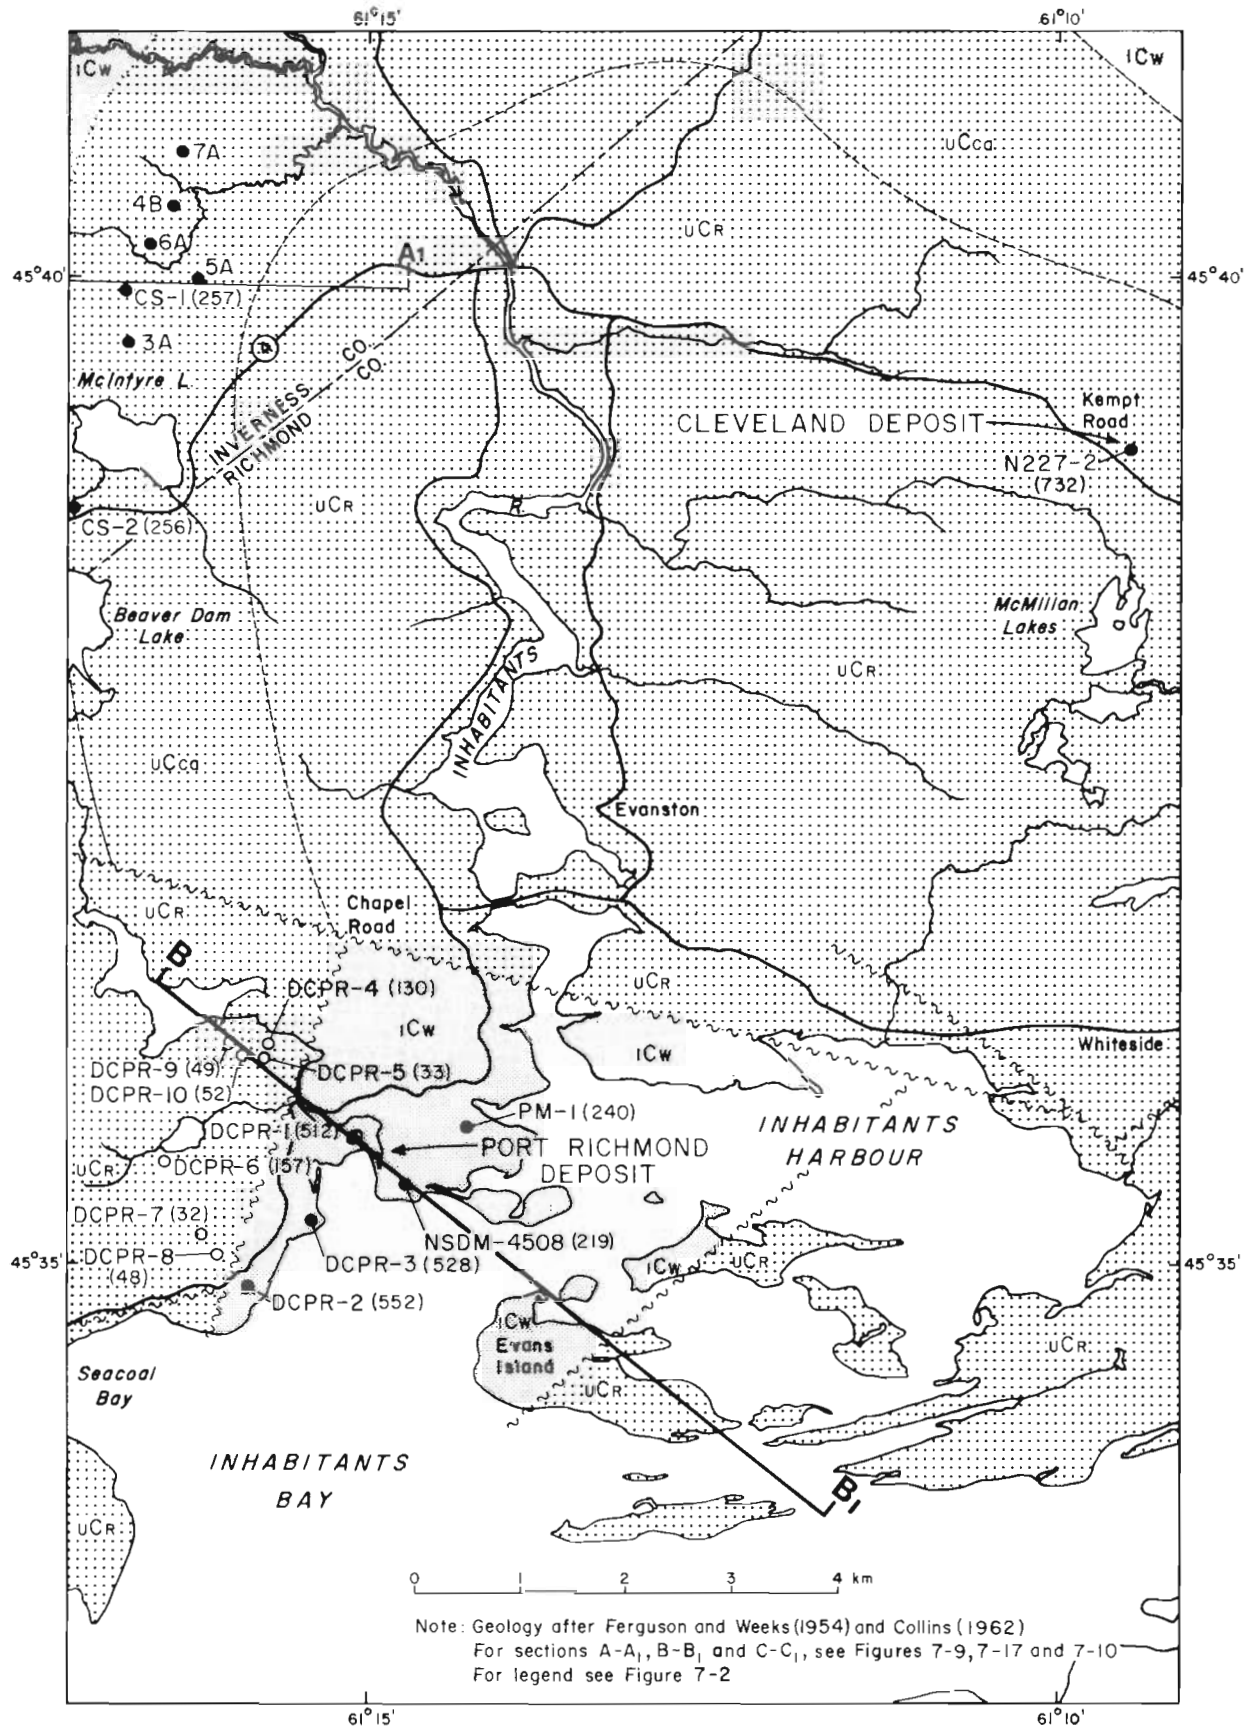 61°15'
61°10'
lCw
lCw
uCca
7A
4B
uCR
6A
A1
5A
45°40'
45°40'
CS-1 (257)
3A
McIntyre L.
INVERNESS CO.
RICHMOND CO.
Kempt
Road
CLEVELAND DEPOSIT
N227-2
(732)
uCR
R.
CS-2 (256)
Beaver Dam
Lake
McMillan
Lakes
uCR
INHABITANTS
uCca
Evanston
Chapel
Road
uCR
B
uCR
DCPR-4 (130)
lCw
lCw
Whiteside
DCPR-9 (49)
DCPR-5 (33)
DCPR-10 (52)
PM-1 (240)
DCPR-1 (512)
INHABITANTS
HARBOUR
PORT RICHMOND
DEPOSIT
uCR
DCPR-6 (157)
DCPR-7 (32)
NSDM-4508 (219)
DCPR-8
(48)
45°35'
45°35'
DCPR-3 (528)
lCw
uCR
DCPR-2 (552)
lCw
Evans
Island
uCR
uCR
Seacoal
Bay
INHABITANTS
BAY
B1
uCR
0 1 2 3 4 km
Note: Geology after Ferguson and Weeks (1954) and Collins (1962)
For sections A-A1, B-B1 and C-C1, see Figures 7-9, 7-17 and 7-10
For legend see Figure 7-2
61°15'
61°10'